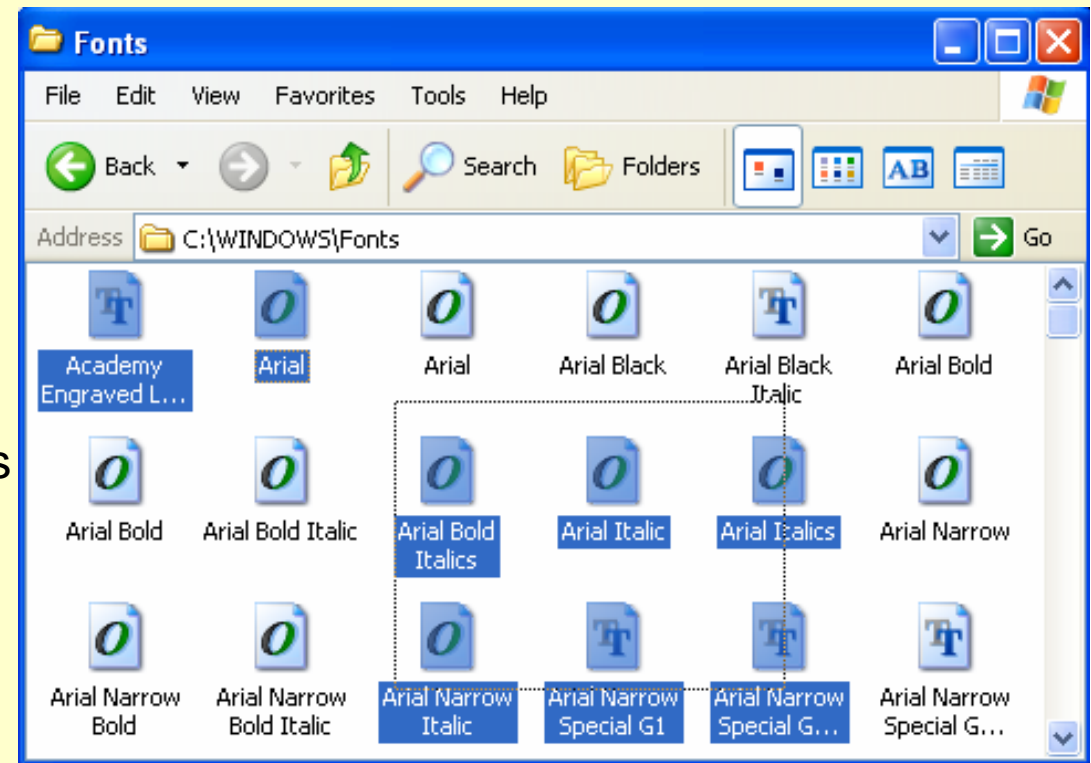 Fonts
File Edit View Favorites Tools Help
Back Search Folders AB
Address C:\WINDOWS\Fonts Go
Academy Arial Arial Arial Black Arial Black Arial Bold
Engraved L... Italic
s
Arial Bold Arial Bold Italic Arial Bold Arial Italic Arial Italics Arial Narrow
Italics
Arial Narrow Arial Narrow Arial Narrow Arial Narrow Arial Narrow Arial Narrow
Bold Bold Italic Italic Special G1 Special G... Special G...